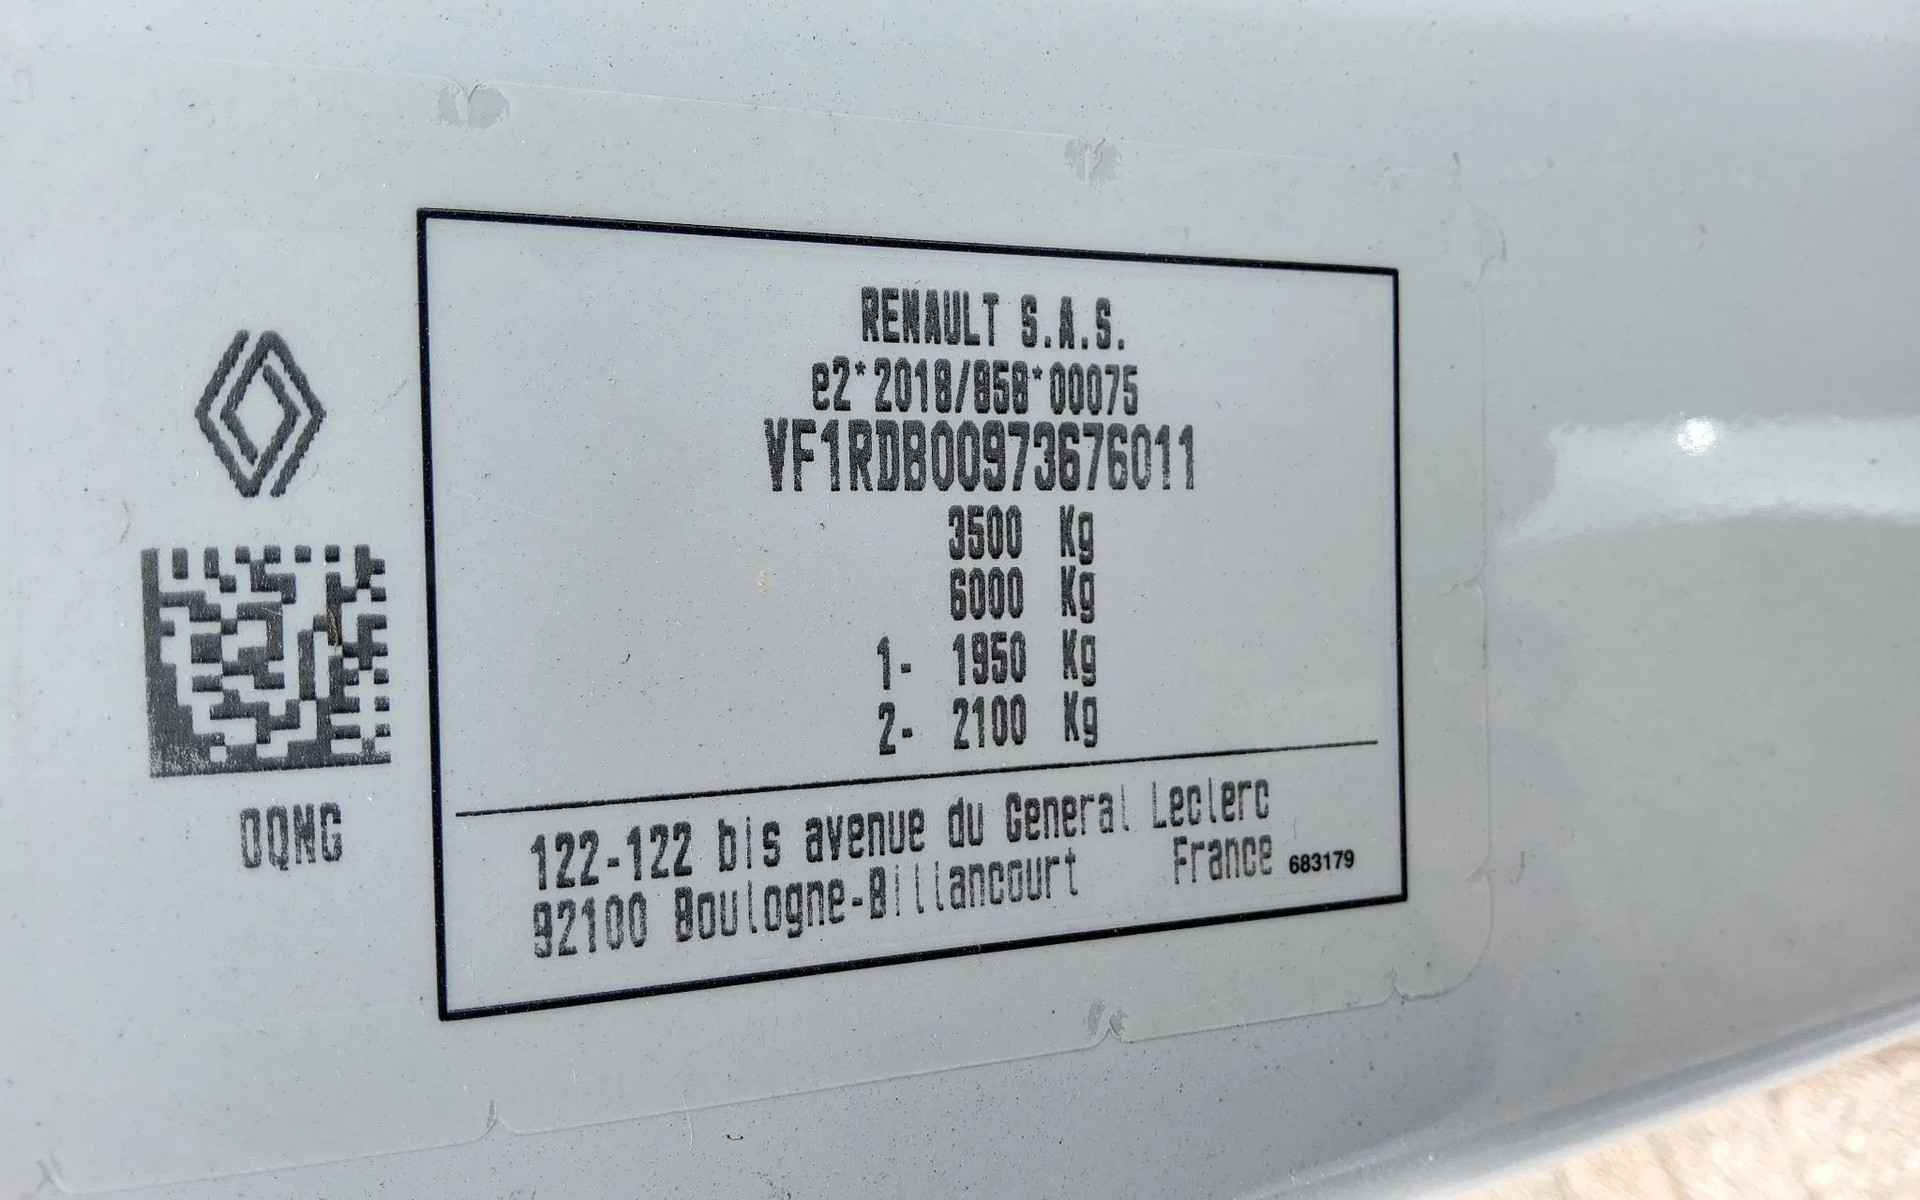 RENAULT S.A.S.
e2*2018/858*00075
VF1RDB00973676011
3500 Kg
6000 Kg
1- 1950 Kg
2- 2100 Kg
122-122 bis avenue du General Leclerc
92100 Boulogne-Billancourt France 683179
0QNG